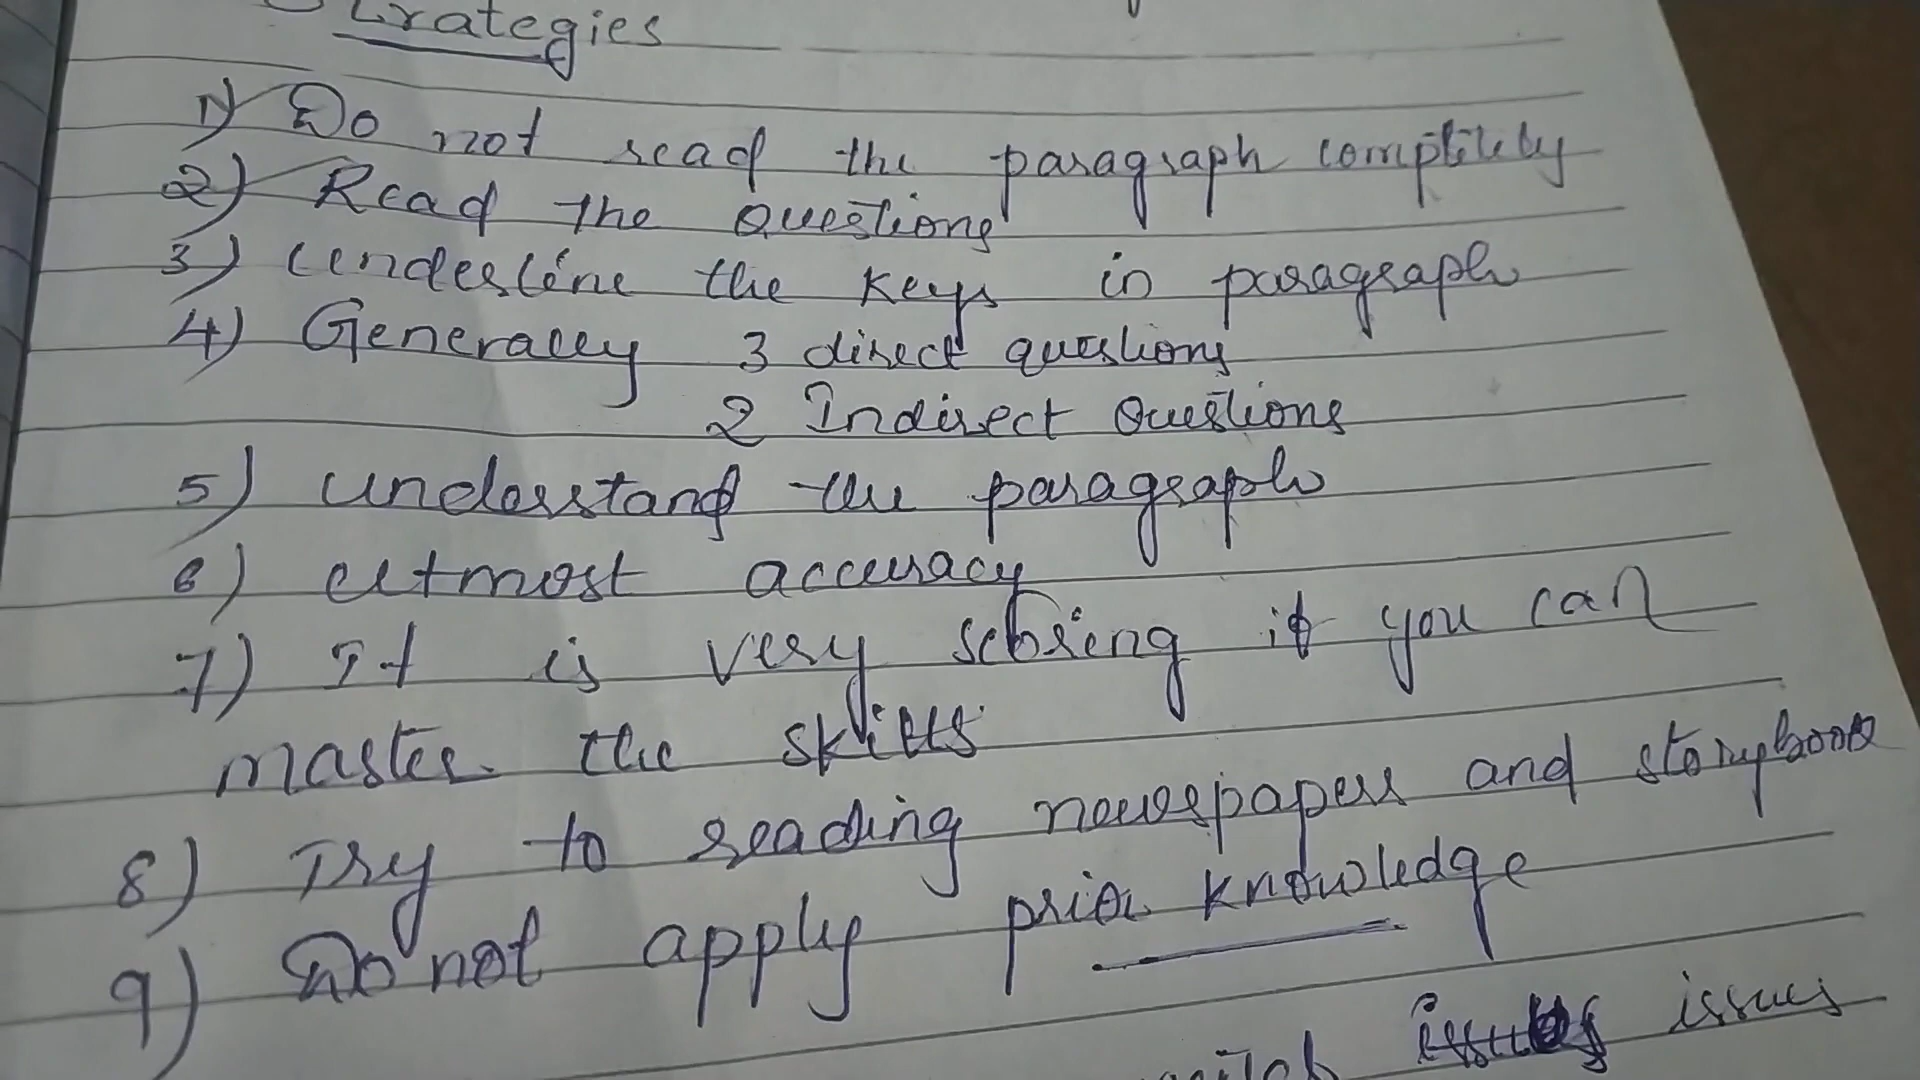 Strategies
1) Do not read the paragraph complitely
2) Read the Questions
3) underline the keys in paragraph
4) Generally 3 direct questions
2 Indirect Questions
5) understand the paragraph
6) utmost accuracy
7) It is very scoring if you can
master the skills
8) Try to reading newspapers and storybooks
9) Do not apply prior knowledge
issues